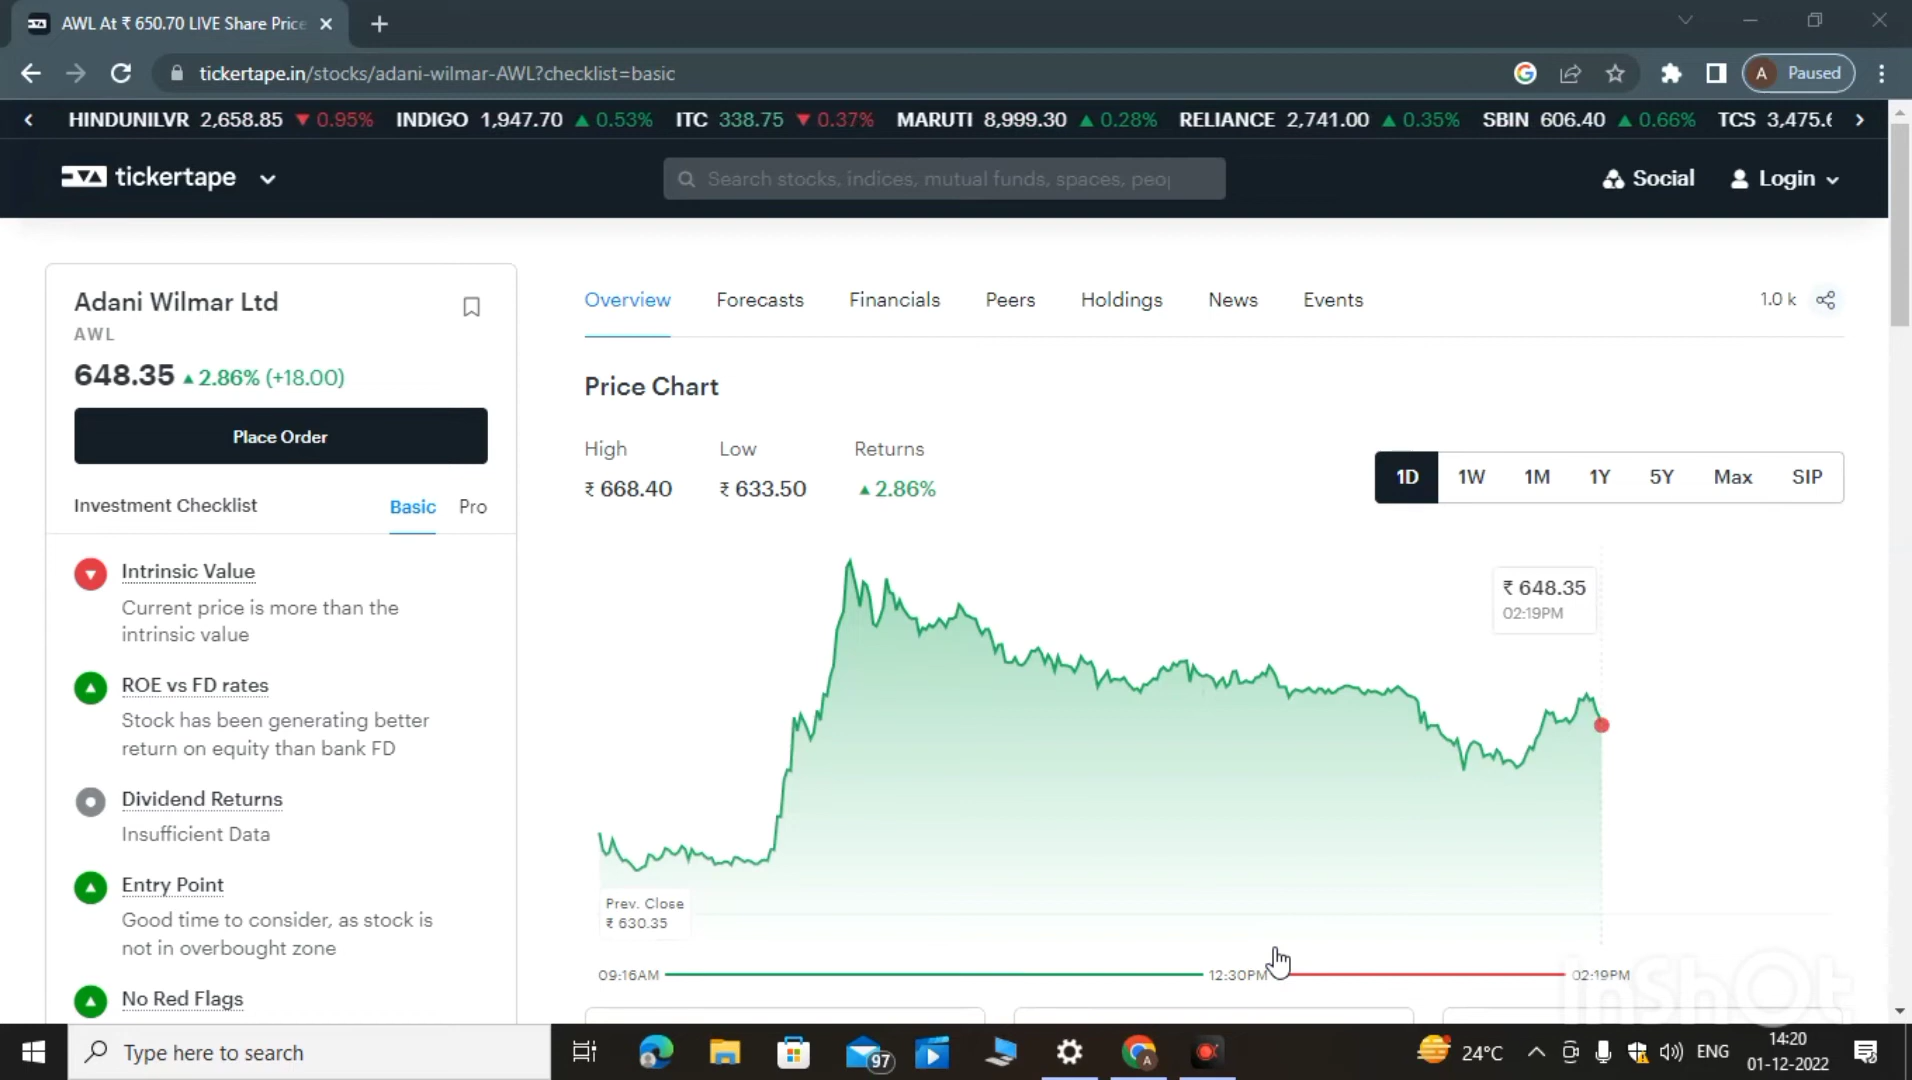 AWL At ₹ 650.70 LIVE Share Price
tickertape.in/stocks/adani-wilmar-AWL?checklist=basic
A Paused
HINDUNILVR 2,658.85 ▼ 0.95% INDIGO 1,947.70 ▲ 0.53% ITC 338.75 ▼ 0.37% MARUTI 8,999.30 ▲ 0.28% RELIANCE 2,741.00 ▲ 0.35% SBIN 606.40 ▲ 0.66% TCS 3,475.6
tickertape
Search stocks, indices, mutual funds, spaces, peop
Social
Login
Adani Wilmar Ltd
AWL
648.35 ▲ 2.86% (+18.00)
Place Order
Investment Checklist Basic Pro
Intrinsic Value
Current price is more than the
intrinsic value
ROE vs FD rates
Stock has been generating better
return on equity than bank FD
Dividend Returns
Insufficient Data
Entry Point
Good time to consider, as stock is
not in overbought zone
No Red Flags
Overview Forecasts Financials Peers Holdings News Events
1.0 k
Price Chart
High Low Returns
₹ 668.40 ₹ 633.50 ▲ 2.86%
1D 1W 1M 1Y 5Y Max SIP
₹ 648.35
02:19PM
Prev. Close
₹ 630.35
09:16AM 12:30PM 02:19PM
InShOt
Type here to search
97
A
24°C
ENG
14:20
01-12-2022